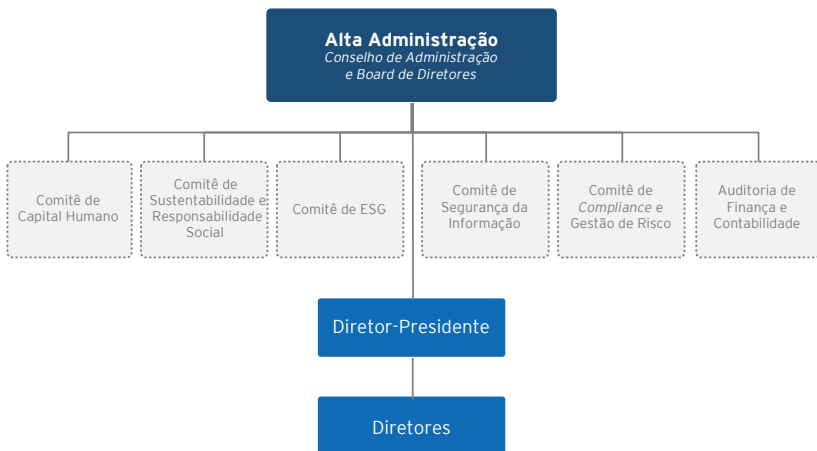 Alta Administração
Conselho de Administração
e Board de Diretores
Comitê de
Capital Humano
Comitê de
Sustentabilidade e
Responsabilidade
Social
Comitê de ESG
Comitê de
Segurança da
Informação
Comitê de
Compliance e
Gestão de Risco
Auditoria de
Finança e
Contabilidade
Diretor-Presidente
Diretores